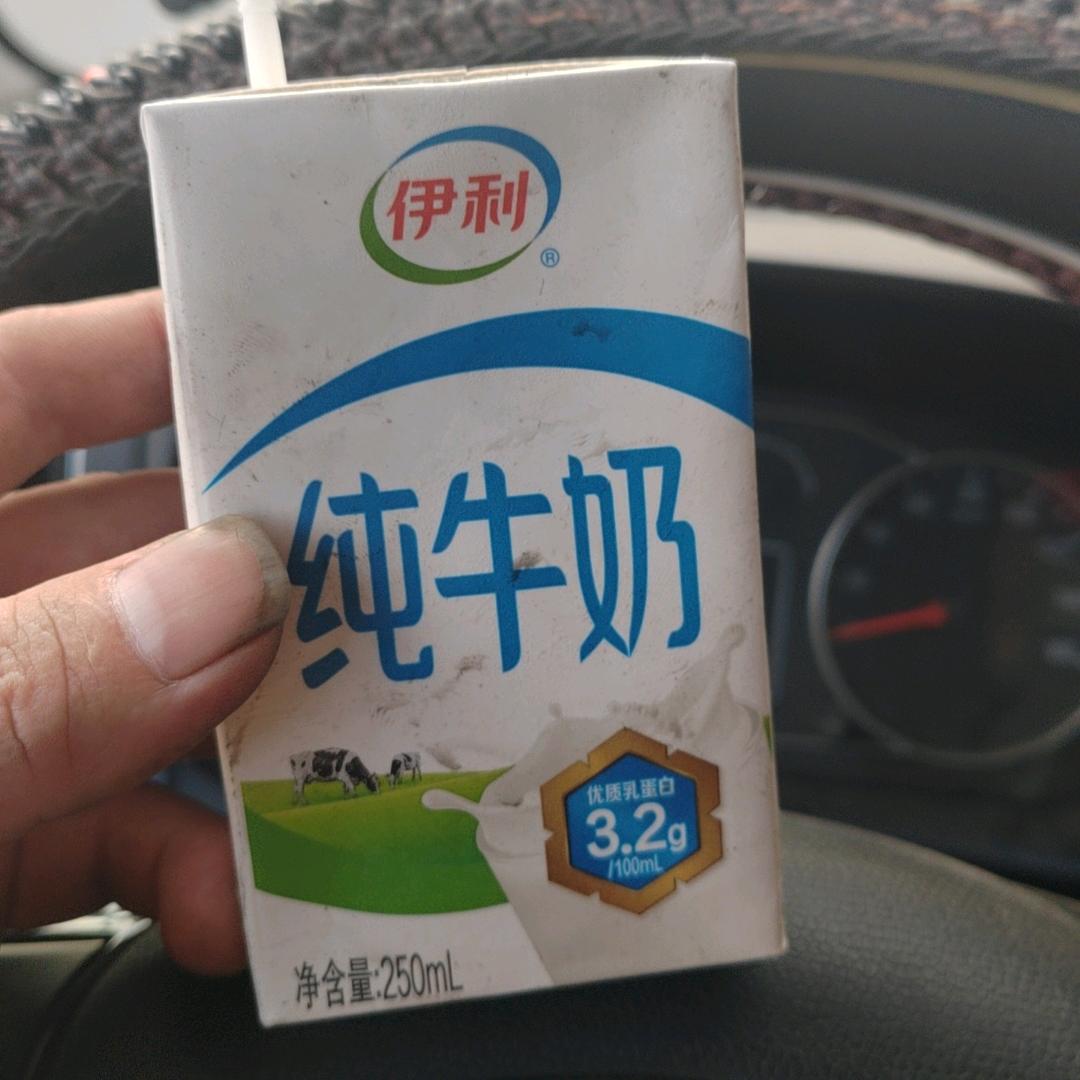 伊利
®
纯牛奶
优质乳蛋白
3.2g
/100mL
净含量:250mL